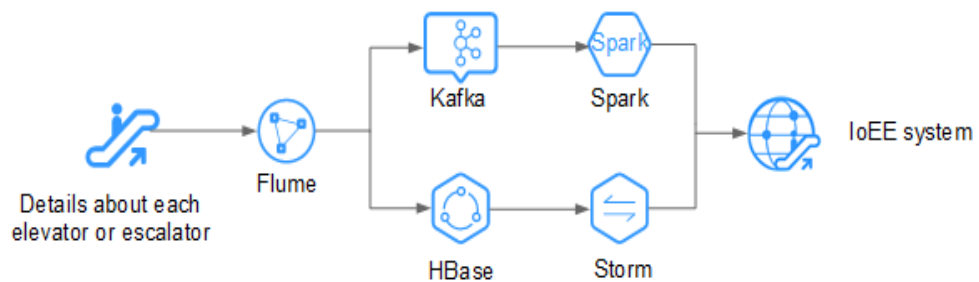 Spark
Kafka
Spark
IoEE system
Flume
Details about each
elevator or escalator
HBase
Storm